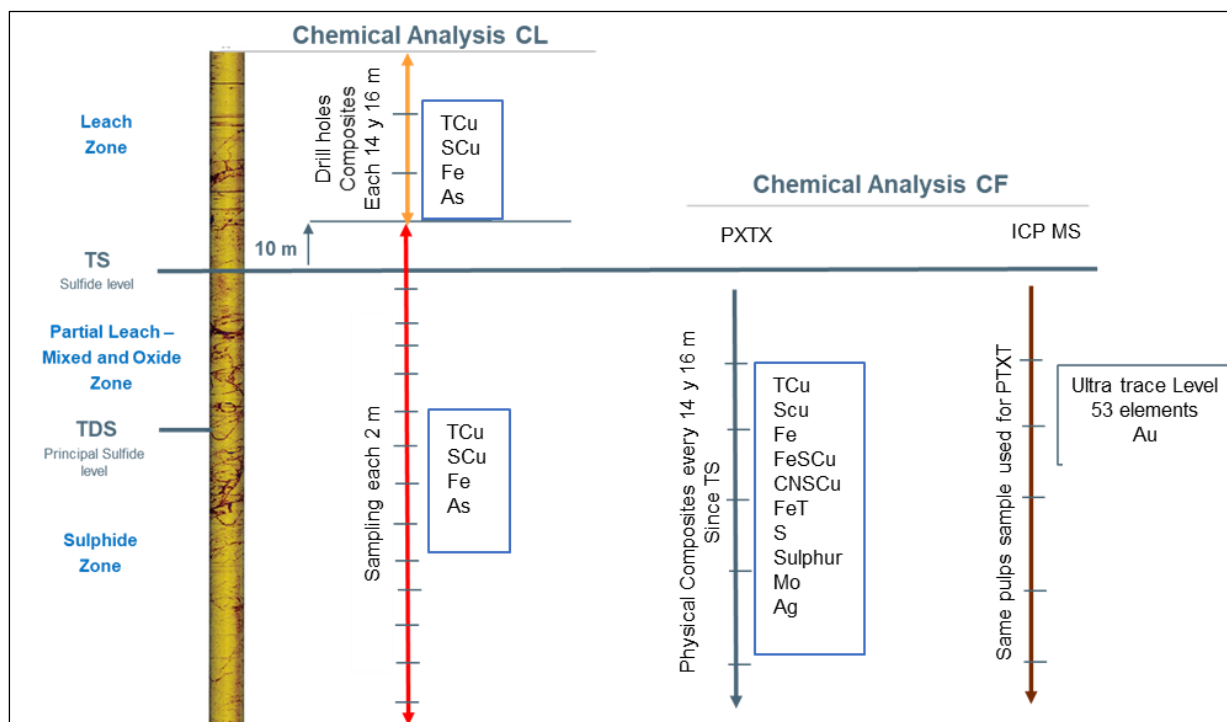 Chemical Analysis CL
Leach
Zone
Drill holes
Composites
Each 14 y 16 m
TCu
SCu
Fe
As
10 m
TS
Sulfide level
Partial Leach –
Mixed and Oxide
Zone
TDS
Principal Sulfide
level
Sulphide
Zone
Sampling each 2 m
TCu
SCu
Fe
As
Chemical Analysis CF
PXTX
ICP MS
Physical Composites every 14 y 16 m
Since TS
TCu
Scu
Fe
FeSCu
CNSCu
FeT
S
Sulphur
Mo
Ag
Same pulps sample used for PTXT
Ultra trace Level
53 elements
Au